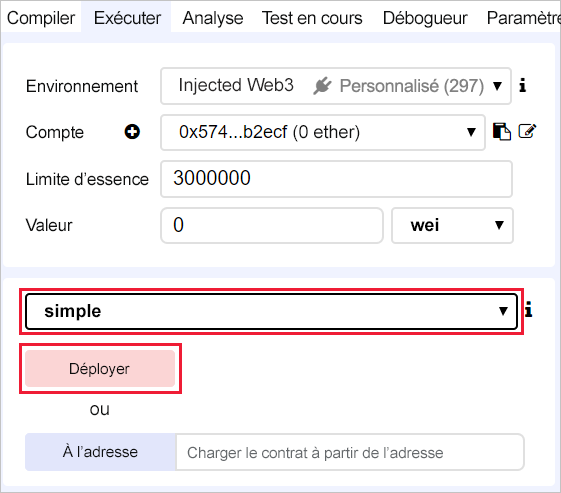 Compiler Exécuter Analyse Test en cours Débogueur Paramètre
Environnement Injected Web3 Personnalisé (297)
Compte 0x574...b2ecf (0 ether)
Limite d'essence 3000000
Valeur 0 wei
simple
Déployer
ou
À l'adresse Charger le contrat à partir de l'adresse